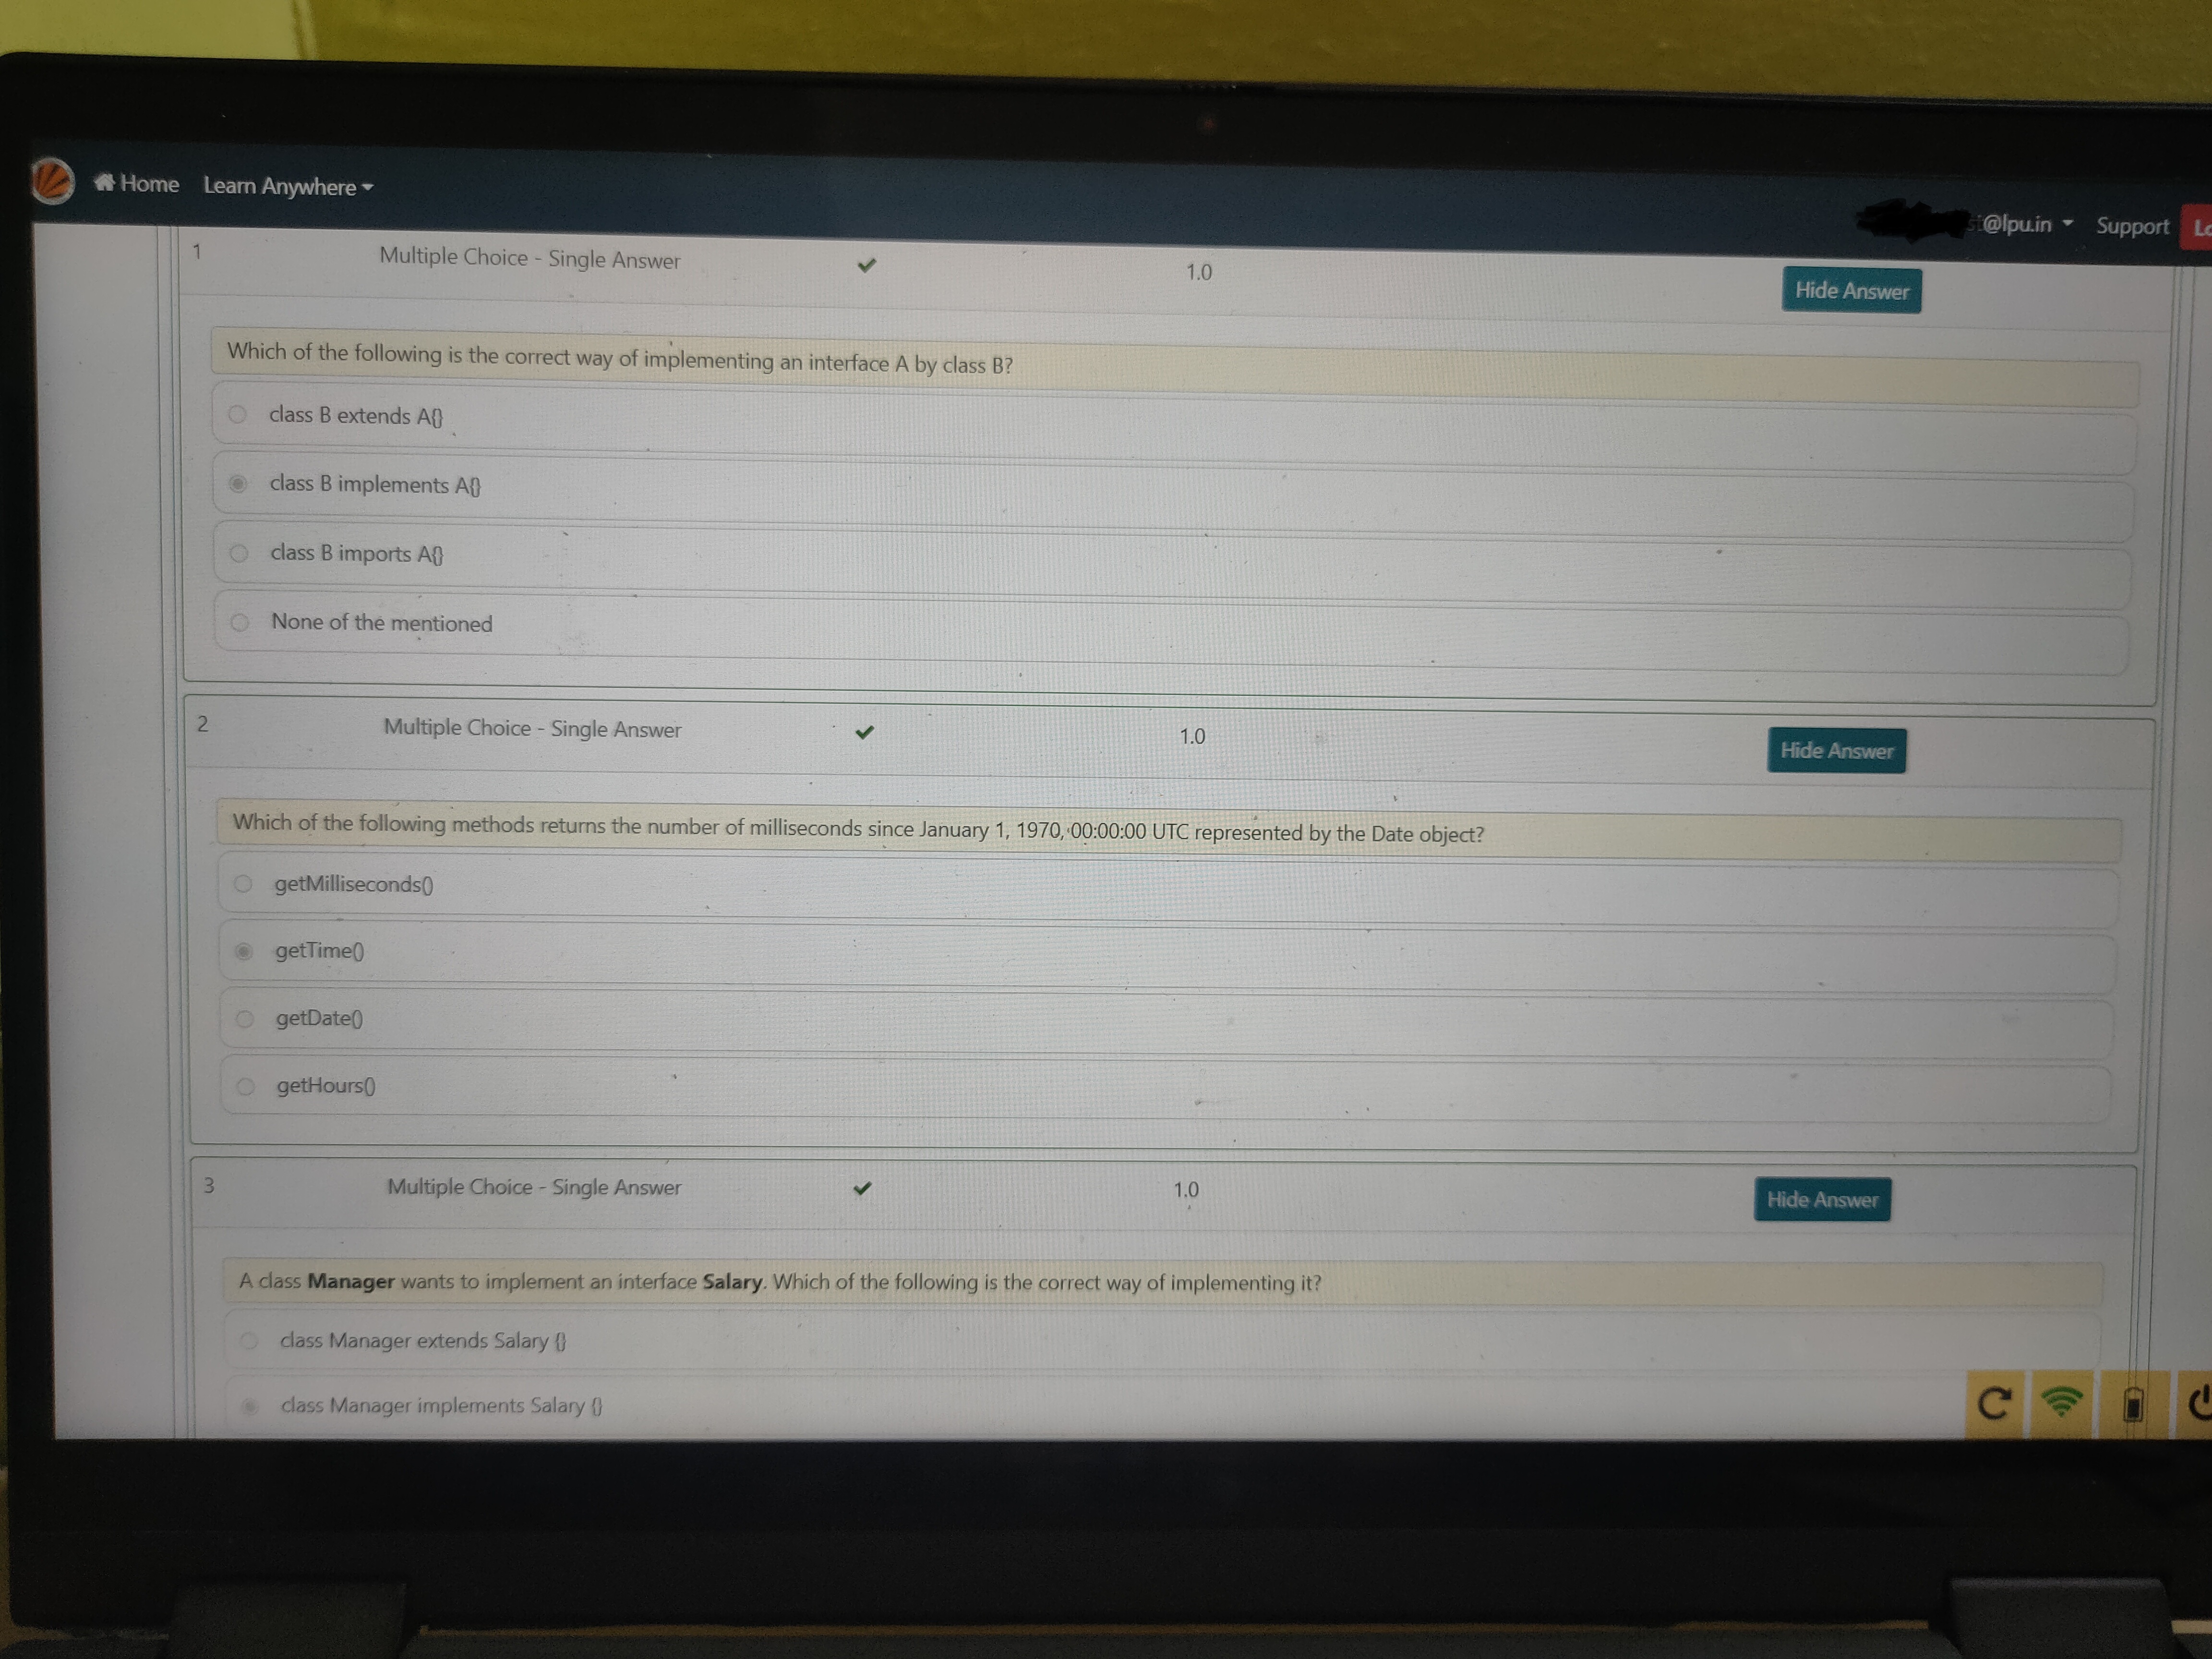 Home Learn Anywhere
@lpu.in Support
1 Multiple Choice - Single Answer 1.0 Hide Answer
Which of the following is the correct way of implementing an interface A by class B?
class B extends A{}
class B implements A{}
class B imports A{}
None of the mentioned
2 Multiple Choice - Single Answer 1.0 Hide Answer
Which of the following methods returns the number of milliseconds since January 1, 1970, 00:00:00 UTC represented by the Date object?
getMilliseconds()
getTime()
getDate()
getHours()
3 Multiple Choice - Single Answer 1.0 Hide Answer
A class Manager wants to implement an interface Salary. Which of the following is the correct way of implementing it?
class Manager extends Salary {}
class Manager implements Salary {}